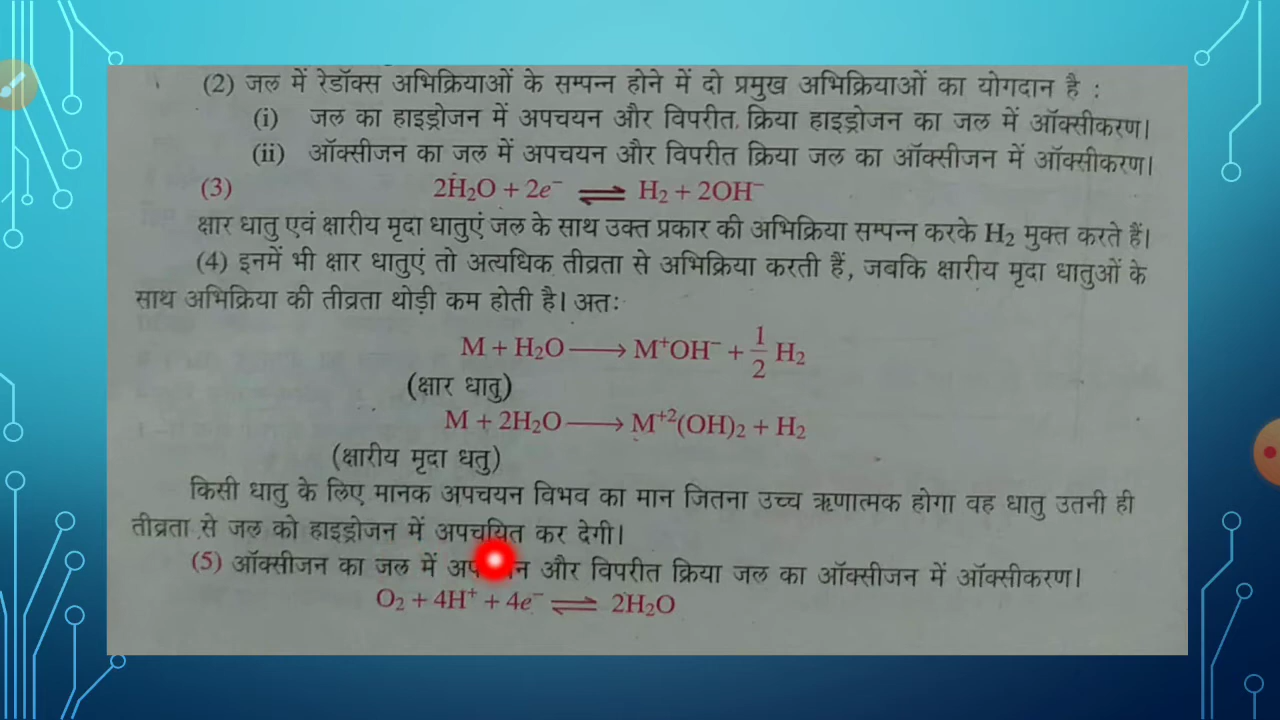 (2) जल में रेडॉक्स अभिक्रियाओं के सम्पन्न होने में दो प्रमुख अभिक्रियाओं का योगदान है :
(i) जल का हाइड्रोजन में अपचयन और विपरीत क्रिया हाइड्रोजन का जल में ऑक्सीकरण।
(ii) ऑक्सीजन का जल में अपचयन और विपरीत क्रिया जल का ऑक्सीजन में ऑक्सीकरण।
(3) 2H₂O + 2e⁻ ⇌ H₂ + 2OH⁻
क्षार धातु एवं क्षारीय मृदा धातुएं जल के साथ उक्त प्रकार की अभिक्रिया सम्पन्न करके H₂ मुक्त करते हैं।
(4) इनमें भी क्षार धातुएं तो अत्यधिक तीव्रता से अभिक्रिया करती हैं, जबकि क्षारीय मृदा धातुओं के
साथ अभिक्रिया की तीव्रता थोड़ी कम होती है। अतः
M + H₂O ⟶ M⁺OH⁻ + 1/2 H₂
(क्षार धातु)
M + 2H₂O ⟶ M⁺²(OH)₂ + H₂
(क्षारीय मृदा धतु)
किसी धातु के लिए मानक अपचयन विभव का मान जितना उच्च ऋणात्मक होगा वह धातु उतनी ही
तीव्रता से जल को हाइड्रोजन में अपचयित कर देगी।
(5) ऑक्सीजन का जल में और विपरीत क्रिया जल का ऑक्सीजन में ऑक्सीकरण।
O₂ + 4H⁺ + 4e⁻ ⇌ 2H₂O